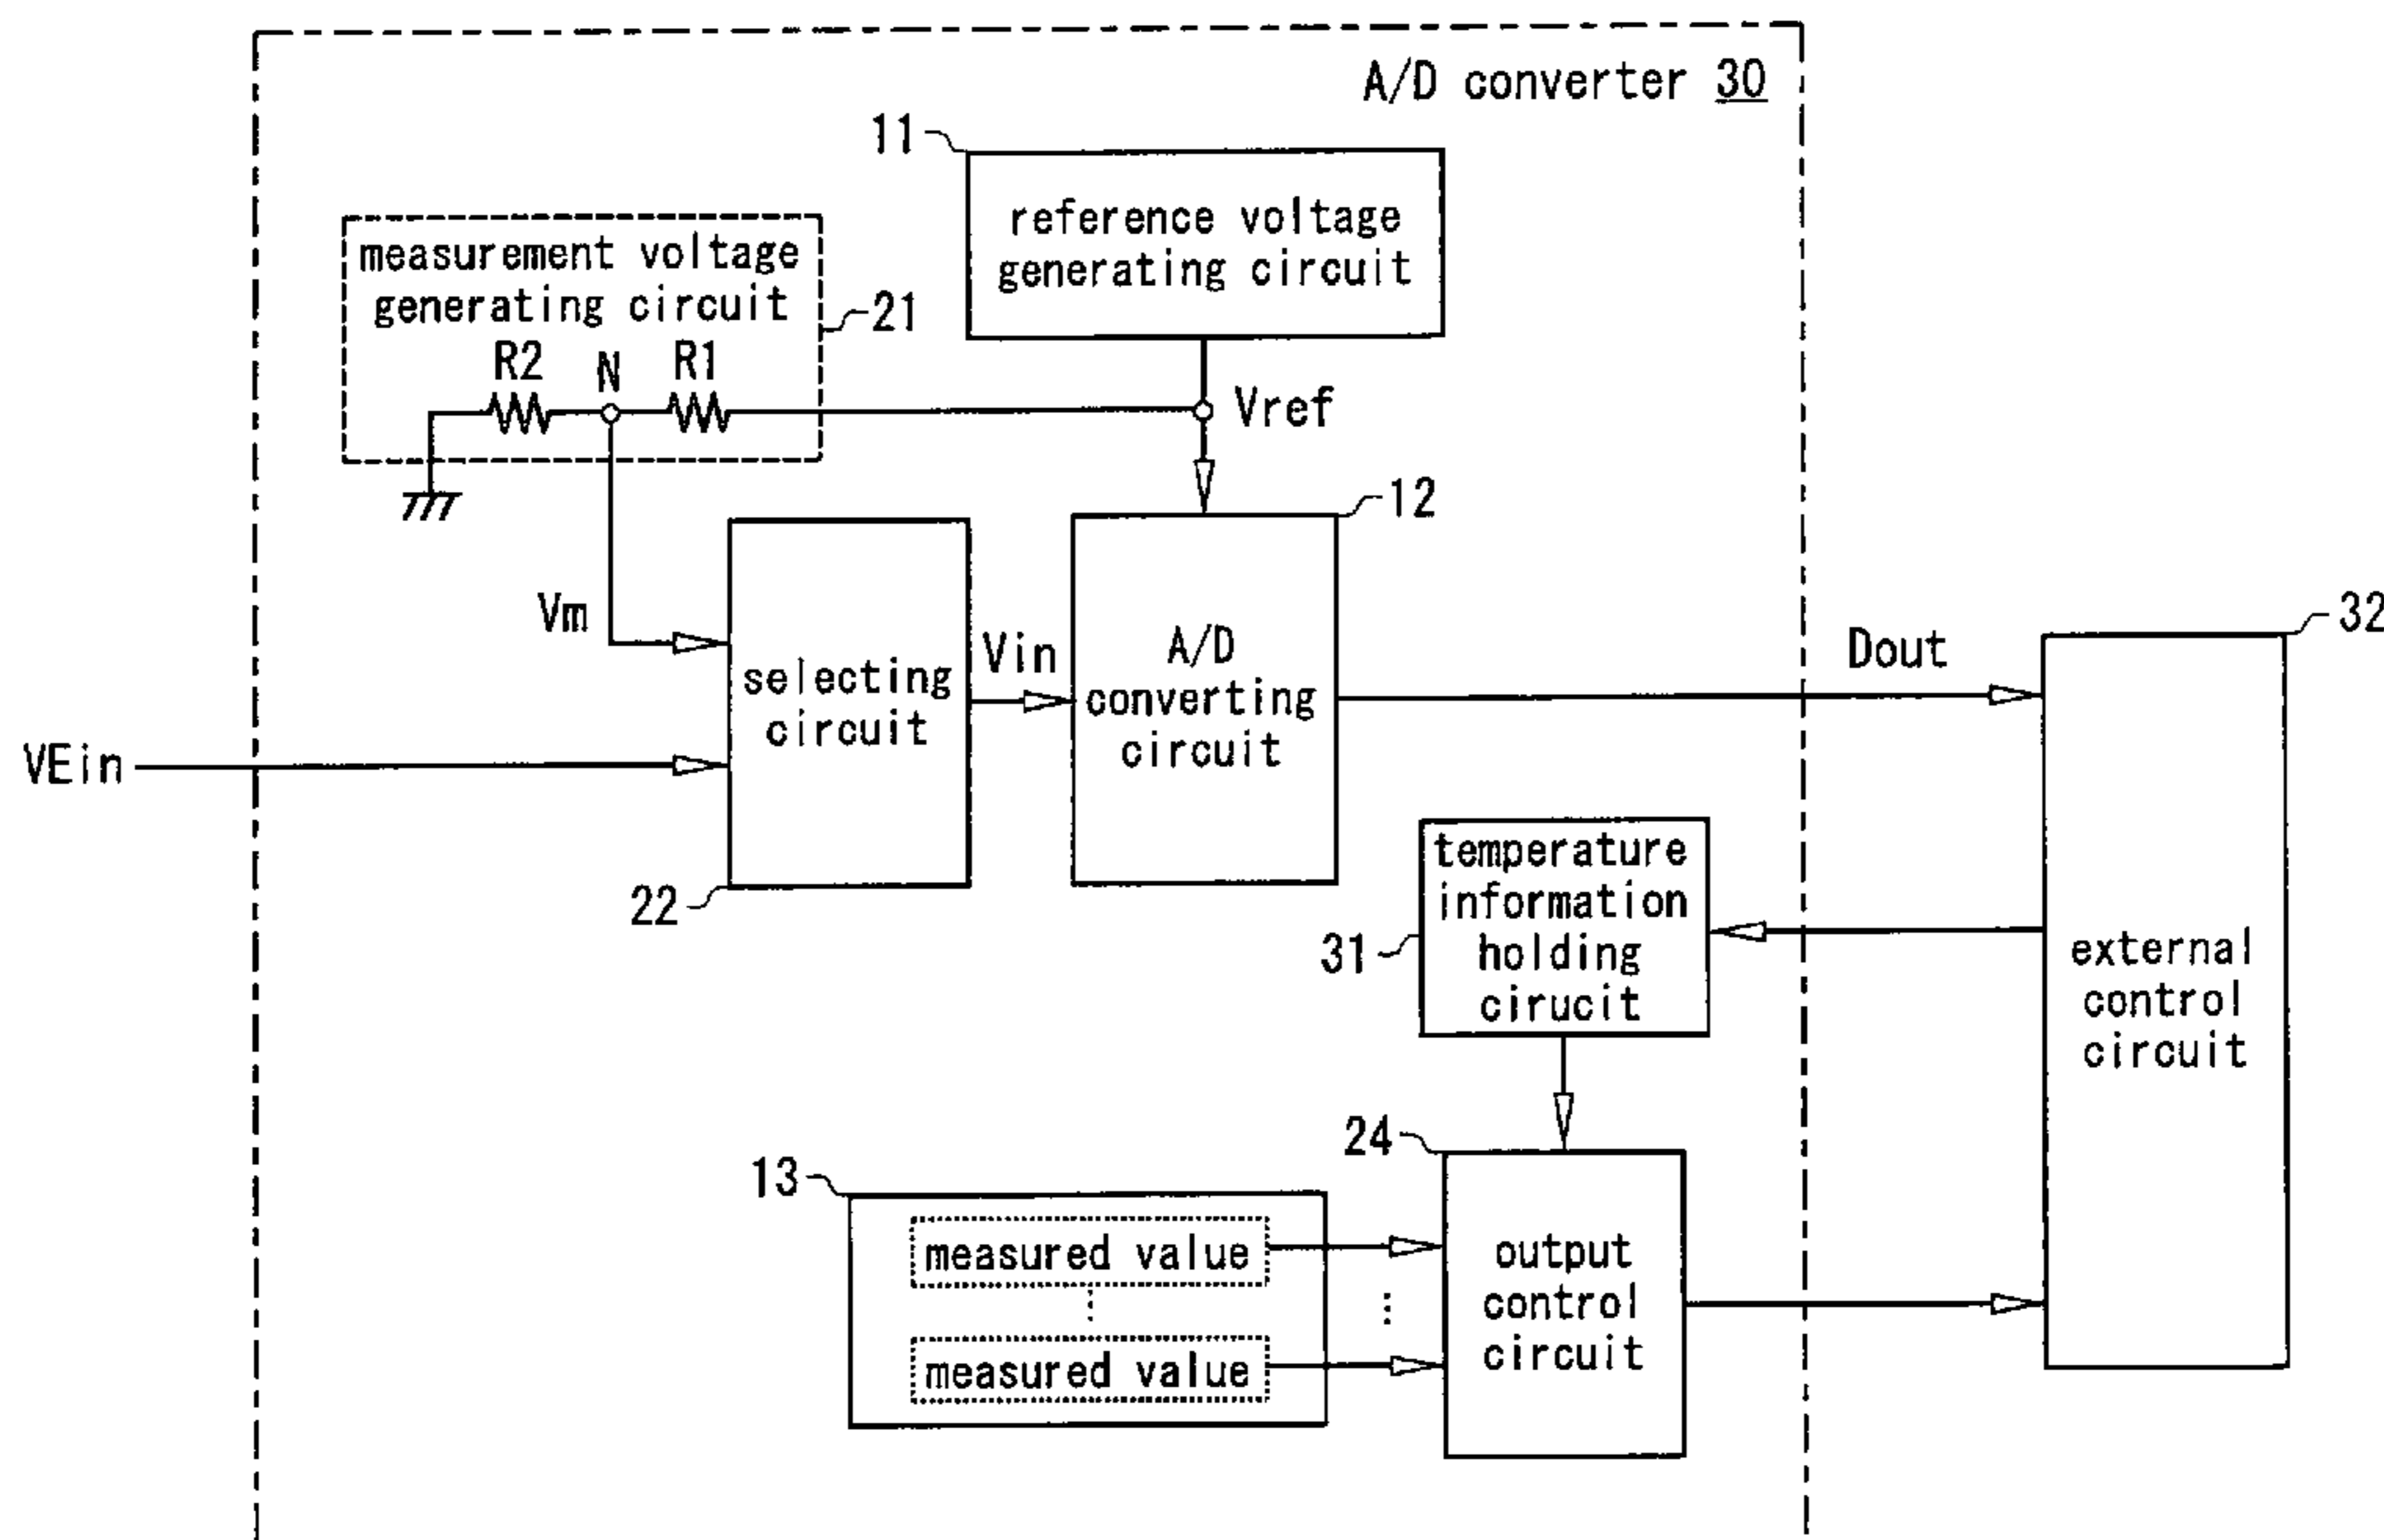 A/D converter 30
11
reference voltage
generating circuit
measurement voltage
generating circuit
21
R2
N
R1
Vref
12
Vm
selecting
circuit
Vin
A/D
converting
circuit
Dout
32
VEin
22
temperature
information
holding
cirucit
31
external
control
circuit
24
13
measured value
measured value
output
control
circuit